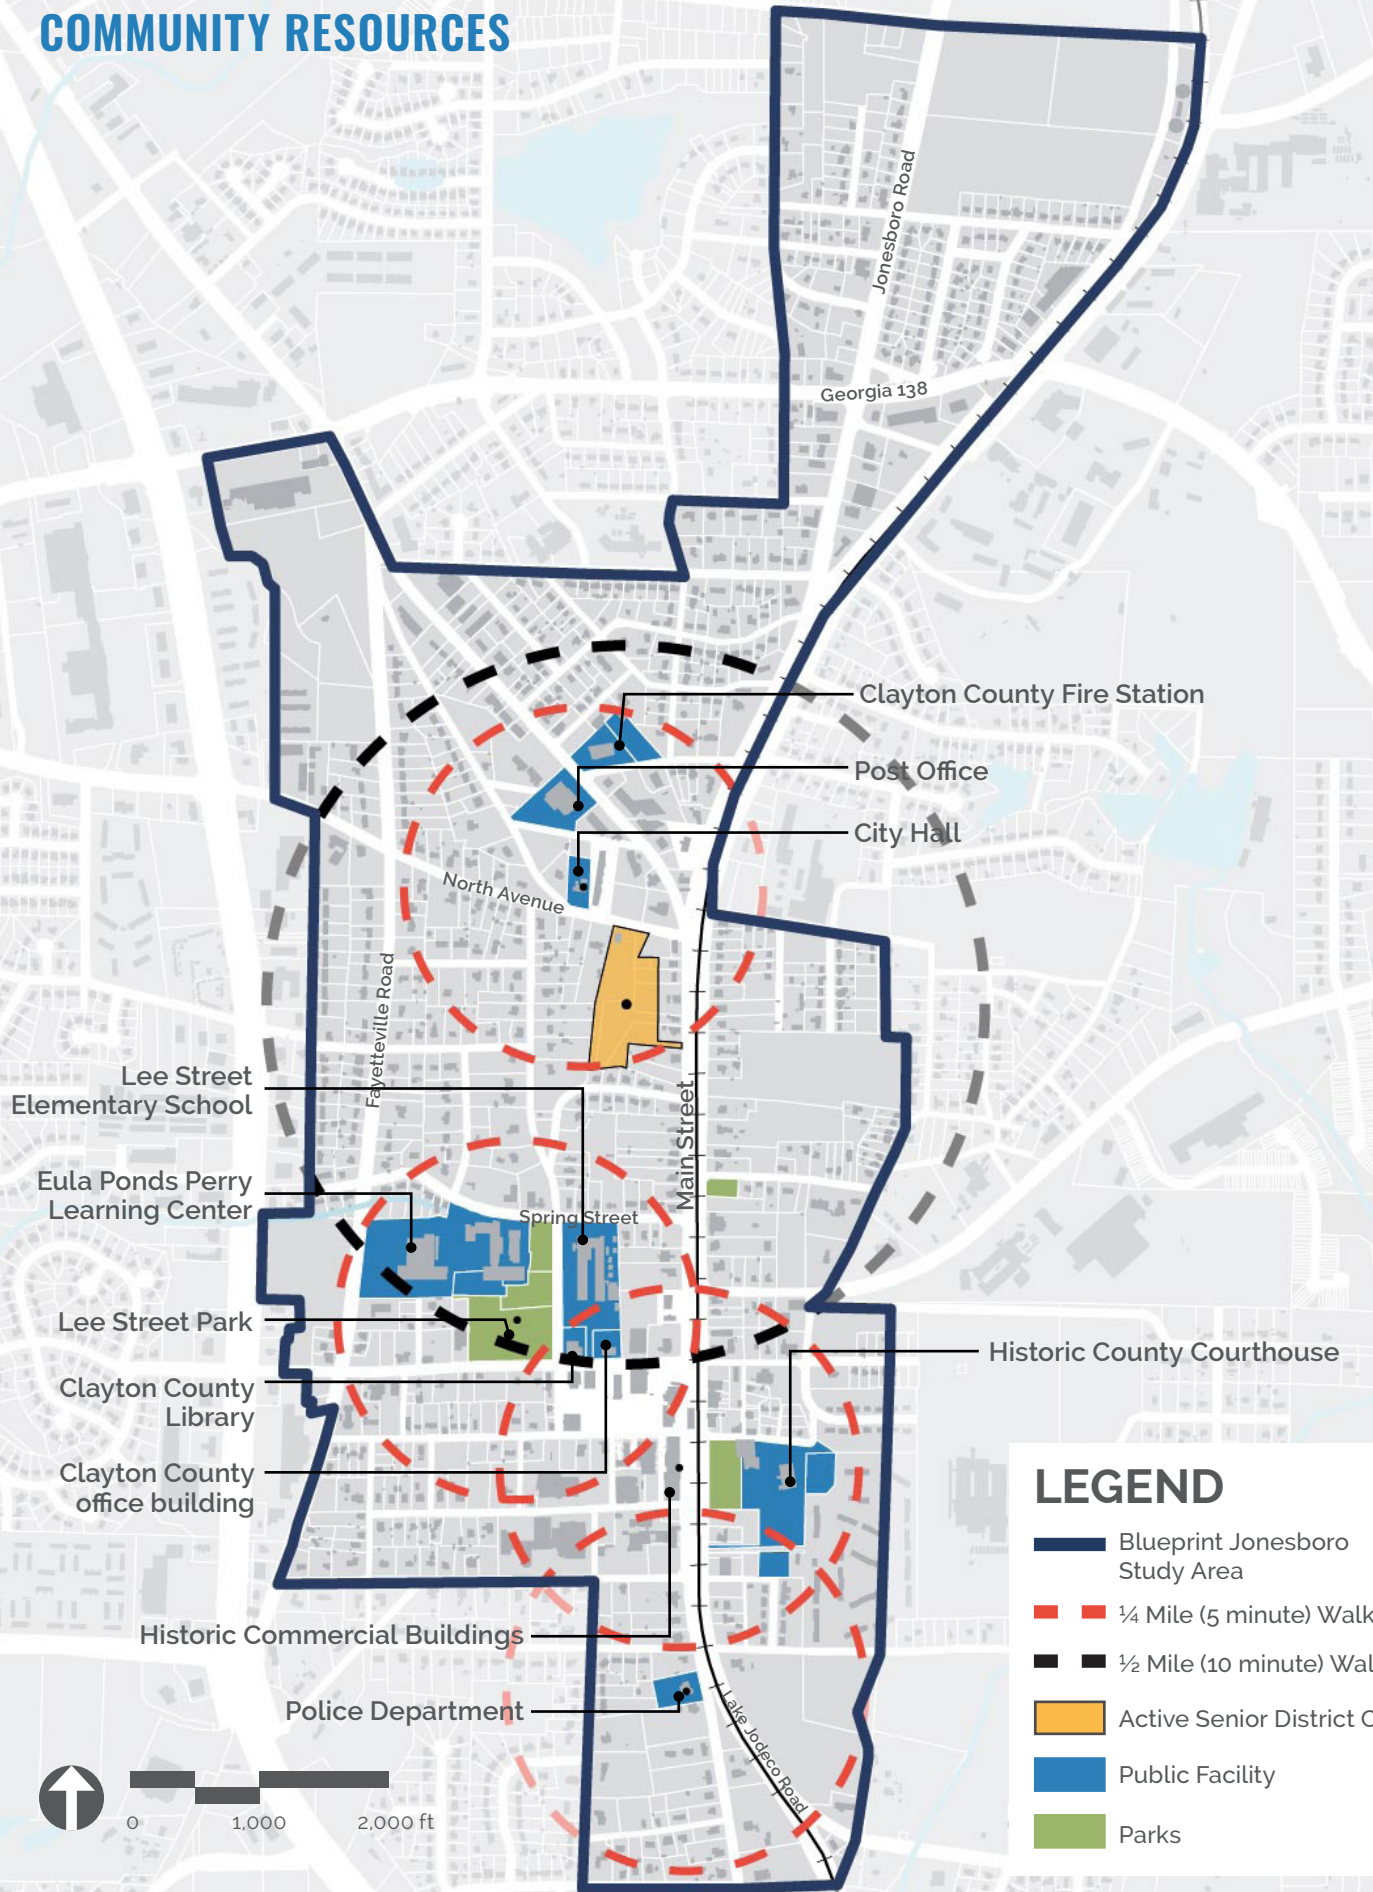 COMMUNITY RESOURCES
Jonesboro Road
Georgia 138
Clayton County Fire Station
Post Office
City Hall
North Avenue
Fayetteville Road
Lee Street
Elementary School
Main Street
Eula Ponds Perry
Learning Center
Spring Street
Lee Street Park
Historic County Courthouse
Clayton County
Library
Clayton County
office building
Historic Commercial Buildings
Police Department
Lake Jodeco Road
0
1,000
2,000 ft
LEGEND
Blueprint Jonesboro
Study Area
¼ Mile (5 minute) Walk
½ Mile (10 minute) Wal
Active Senior District C
Public Facility
Parks